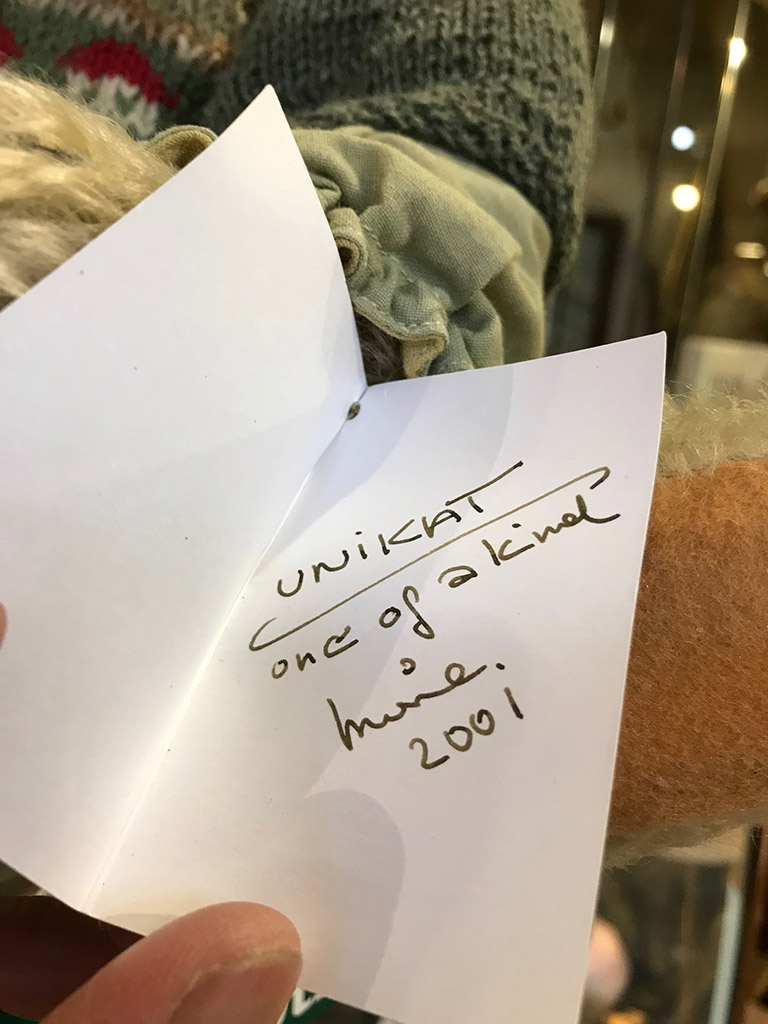 UNiKAT
one of a kind
2001